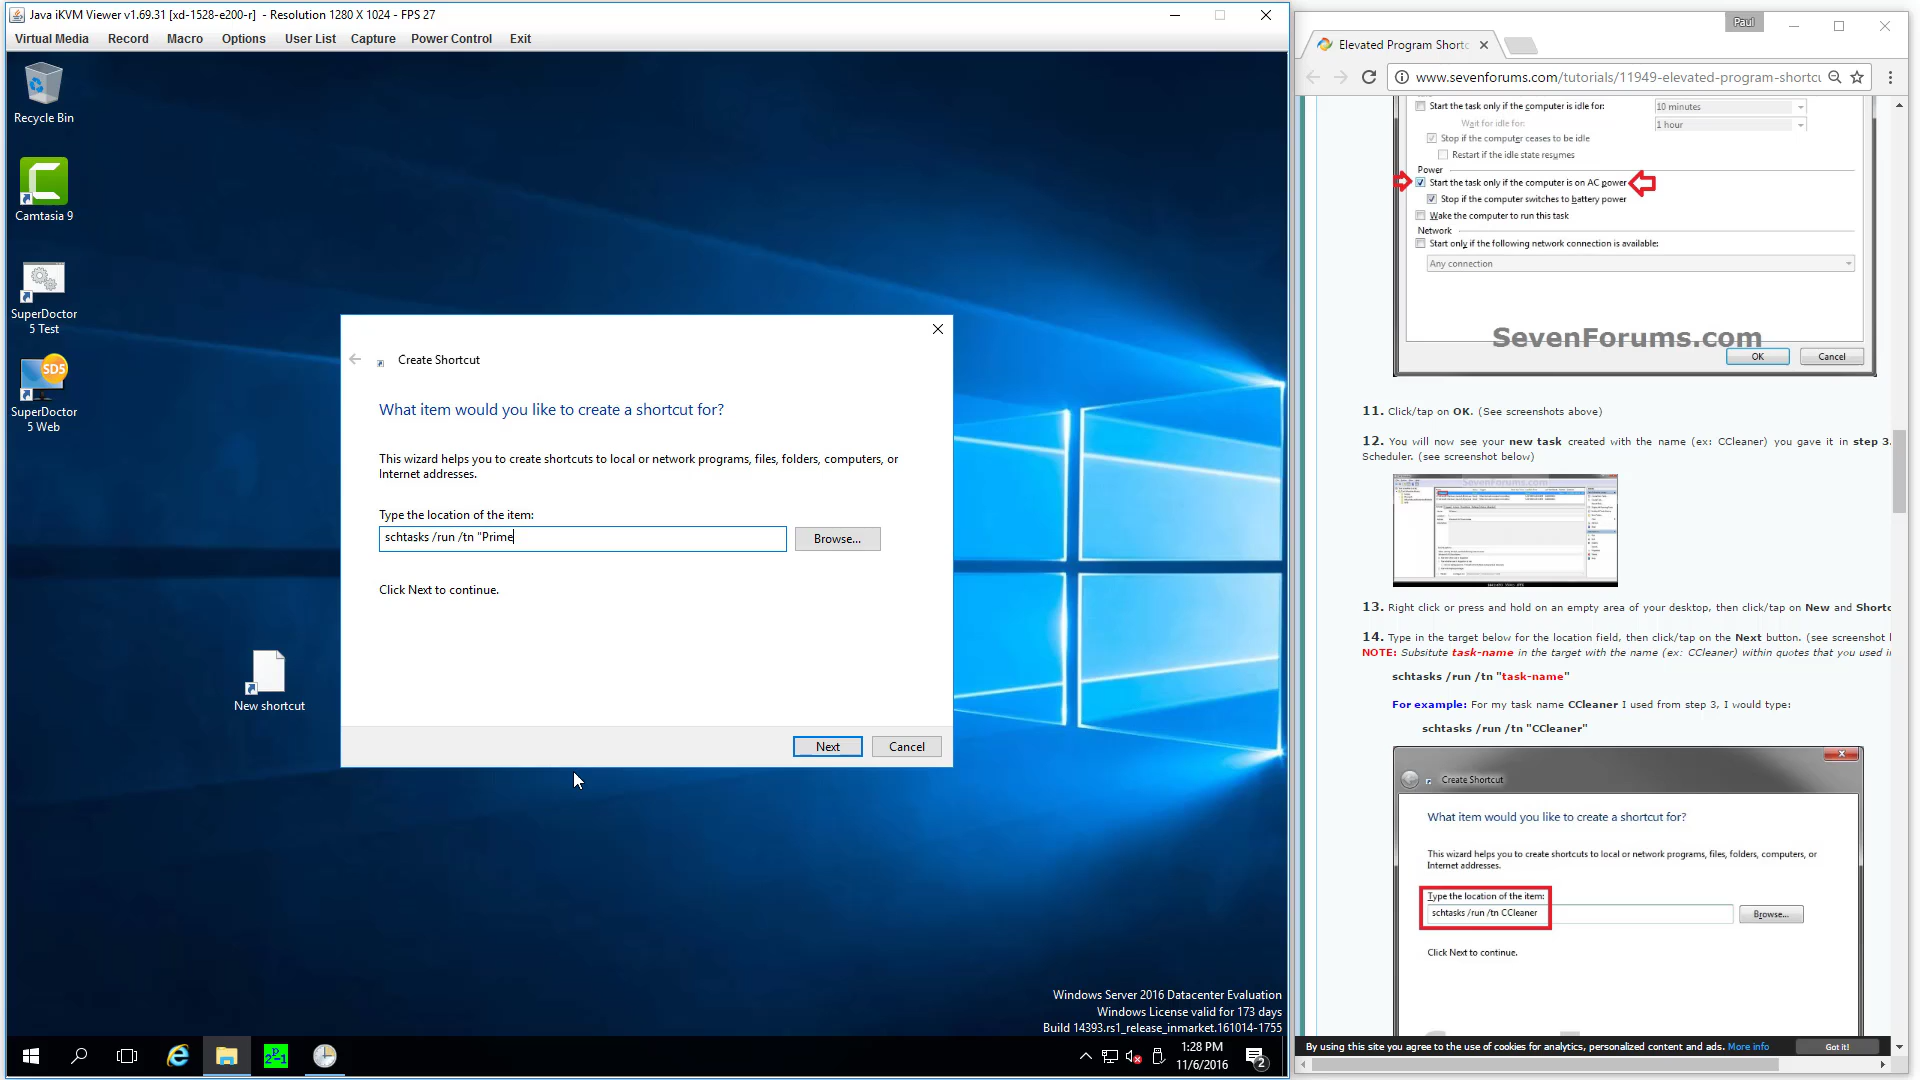 Java iKVM Viewer v1.69.31 [xd-1528-e200-r] - Resolution 1280 X 1024 - FPS 27
Virtual Media Record Macro Options User List Capture Power Control Exit
Recycle Bin
Camtasia 9
SuperDoctor
5 Test
SD5
SuperDoctor
5 Web
New shortcut
Create Shortcut
What item would you like to create a shortcut for?
This wizard helps you to create shortcuts to local or network programs, files, folders, computers, or
Internet addresses.
Type the location of the item:
schtasks /run /tn "Prime
Browse...
Click Next to continue.
Next Cancel
Windows Server 2016 Datacenter Evaluation
Windows License valid for 173 days
Build 14393.rs1_release_inmarket.161014-1755
1:28 PM
11/6/2016
2
Paul
Elevated Program Shortc
www.sevenforums.com/tutorials/11949-elevated-program-shortcu
Start the task only if the computer is idle for: 10 minutes
Wait for idle for: 1 hour
Stop if the computer ceases to be idle
Restart if the idle state resumes
Power
Start the task only if the computer is on AC power
Stop if the computer switches to battery power
Wake the computer to run this task
Network
Start only if the following network connection is available:
Any connection
SevenForums.com
OK Cancel
11. Click/tap on OK. (See screenshots above)
12. You will now see your new task created with the name (ex: CCleaner) you gave it in step 3.
Scheduler. (see screenshot below)
SevenForums.com
13. Right click or press and hold on an empty area of your desktop, then click/tap on New and Shortc
14. Type in the target below for the location field, then click/tap on the Next button. (see screenshot
NOTE: Subsitute task-name in the target with the name (ex: CCleaner) within quotes that you used i
schtasks /run /tn "task-name"
For example: For my task name CCleaner I used from step 3, I would type:
schtasks /run /tn "CCleaner"
Create Shortcut
What item would you like to create a shortcut for?
This wizard helps you to create shortcuts to local or network programs, files, folders, computers, or
Internet addresses.
Type the location of the item:
schtasks /run /tn CCleaner
Browse...
Click Next to continue.
By using this site you agree to the use of cookies for analytics, personalized content and ads. More info Got it!